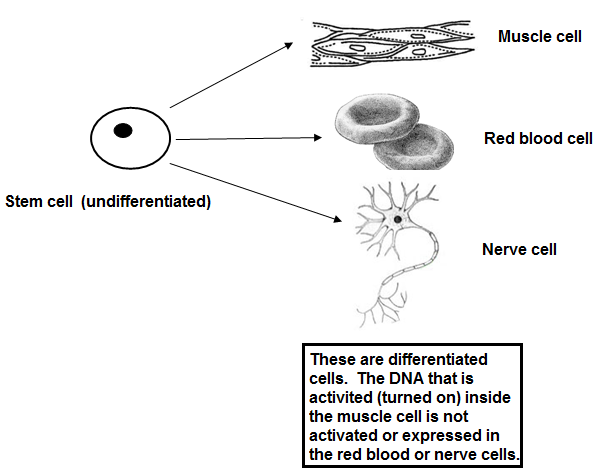 Muscle cell
Red blood cell
Stem cell (undifferentiated)
Nerve cell
These are differentiated
cells. The DNA that is
activited (turned on) inside
the muscle cell is not
activated or expressed in
the red blood or nerve cells.